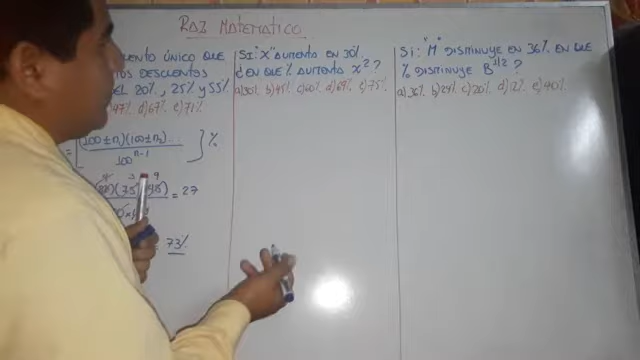 RAZ. MATEMATICO
ENTO ÚNICO QUE
OS DESCUENTOS
EL 20%, 25% Y 55%
47% d) 67% e) 71%
= [(100 ± n₁)(100 ± n₂)...
100ⁿ⁻¹ } %
(75) = 27
= 73%
SI: "X" AUMENTA EN 30%
¿EN QUE % AUMENTA X²?
a) 30% b) 45% c) 60% d) 69% e) 75%
SI: "M" DISMINUYE EN 36% EN QUE
% DISMINUYE B^1/2?
a) 36% b) 24% c) 20% d) 12% e) 40%